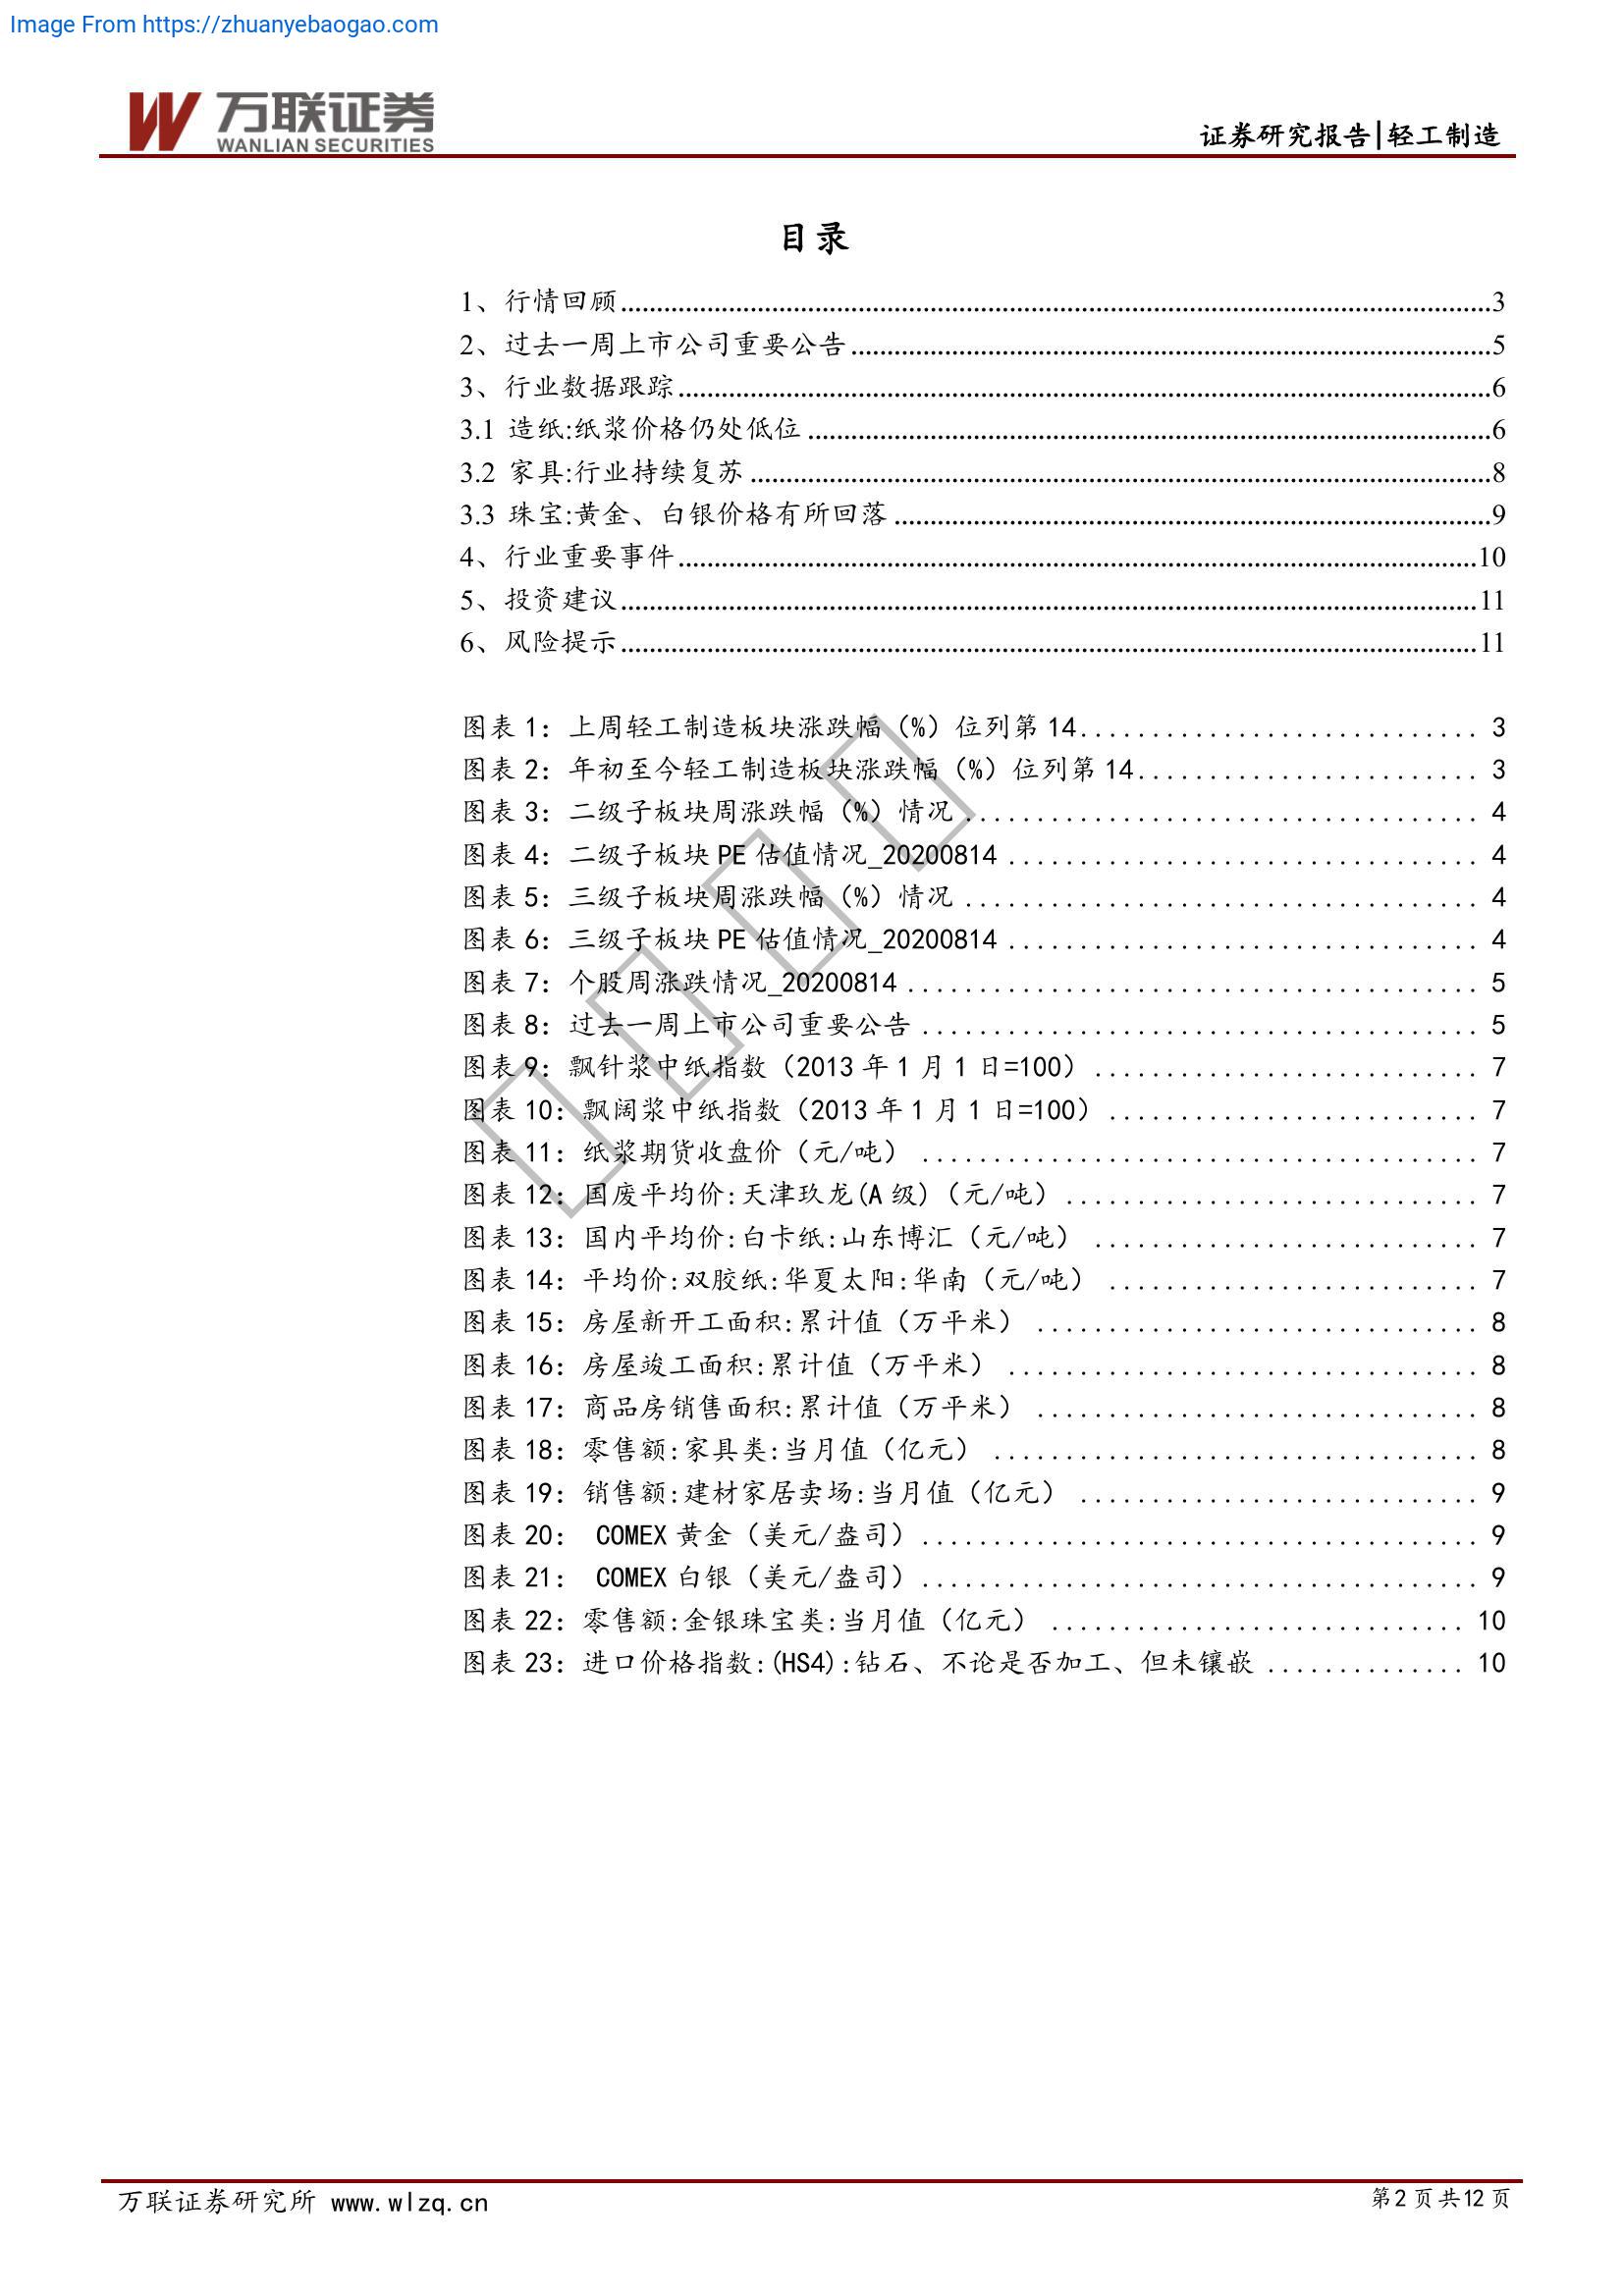 Image From https://zhuanyebaogao.com
万联证券
WANLIAN SECURITIES
证券研究报告|轻工制造
目录
1、行情回顾........................................3
2、过去一周上市公司重要公告........................................5
3、行业数据跟踪........................................6
3.1 造纸:纸浆价格仍处低位........................................6
3.2 家具:行业持续复苏........................................8
3.3 珠宝:黄金、白银价格有所回落........................................9
4、行业重要事件........................................10
5、投资建议........................................11
6、风险提示........................................11
图表 1：上周轻工制造板块涨跌幅（%）位列第 14............................ 3
图表 2：年初至今轻工制造板块涨跌幅（%）位列第 14........................ 3
图表 3：二级子板块周涨跌幅（%）情况.................................... 4
图表 4：二级子板块 PE 估值情况_20200814 ................................. 4
图表 5：三级子板块周涨跌幅（%）情况 .................................... 4
图表 6：三级子板块 PE 估值情况_20200814 ................................. 4
图表 7：个股周涨跌情况_20200814 ........................................ 5
图表 8：过去一周上市公司重要公告 ....................................... 5
图表 9：飘针浆中纸指数（2013 年 1 月 1 日=100）........................... 7
图表 10：飘阔浆中纸指数（2013 年 1 月 1 日=100） .......................... 7
图表 11：纸浆期货收盘价（元/吨） ....................................... 7
图表 12：国废平均价:天津玖龙(A 级)（元/吨）............................. 7
图表 13：国内平均价:白卡纸:山东博汇（元/吨） ........................... 7
图表 14：平均价:双胶纸:华夏太阳:华南（元/吨） .......................... 7
图表 15：房屋新开工面积:累计值（万平米） ............................... 8
图表 16：房屋竣工面积:累计值（万平米） ................................. 8
图表 17：商品房销售面积:累计值（万平米） ............................... 8
图表 18：零售额:家具类:当月值（亿元） .................................. 8
图表 19：销售额:建材家居卖场:当月值（亿元） ............................ 9
图表 20： COMEX 黄金（美元/盎司）....................................... 9
图表 21： COMEX 白银（美元/盎司）....................................... 9
图表 22：零售额:金银珠宝类:当月值（亿元） ............................. 10
图表 23：进口价格指数:(HS4):钻石、不论是否加工、但未镶嵌 .............. 10
万联证券研究所 www.wlzq.cn
第2 页 共12 页